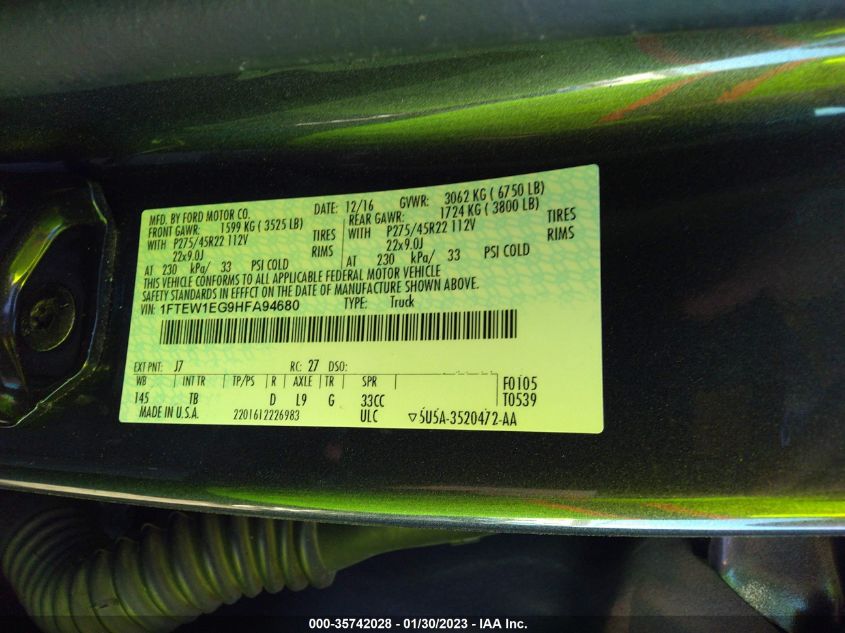 MFD. BY FORD MOTOR CO. DATE: 12/16 GVWR: 3062 KG ( 6750 LB)
FRONT GAWR: 1599 KG ( 3525 LB) REAR GAWR: 1724 KG ( 3800 LB)
WITH P275/45R22 112V TIRES WITH P275/45R22 112V TIRES
22x9.0J RIMS 22x9.0J RIMS
AT 230 kPa/ 33 PSI COLD AT 230 kPa/ 33 PSI COLD
THIS VEHICLE CONFORMS TO ALL APPLICABLE FEDERAL MOTOR VEHICLE
SAFETY STANDARDS IN EFFECT ON THE DATE OF MANUFACTURE SHOWN ABOVE.
VIN: 1FTEW1EG9HFA94680 TYPE: Truck
EXT PNT: J7 RC: 27 DSO:
WB INT TR TP/PS R AXLE TR SPR F0105
145 TB D L9 G 33CC T0539
MADE IN U.S.A. 2201612226983 ULC ▽5U5A-3520472-AA
000-35742028 - 01/30/2023 - IAA Inc.